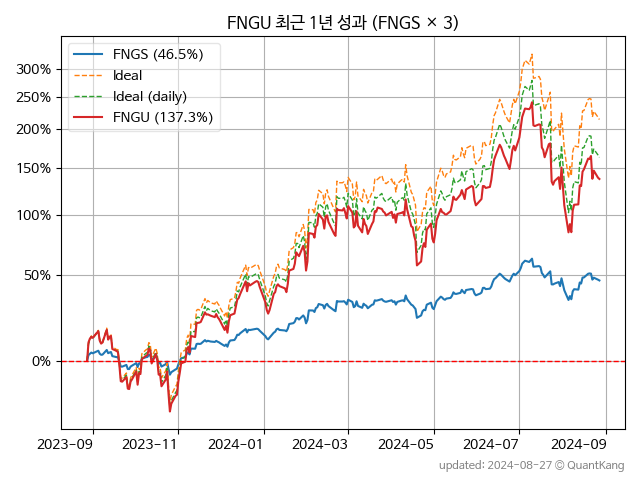 FNGU 최근 1년 성과 (FNGS × 3)
FNGS (46.5%)
Ideal
Ideal (daily)
FNGU (137.3%)
300%
250%
200%
150%
100%
50%
0%
2023-09 2023-11 2024-01 2024-03 2024-05 2024-07 2024-09
updated: 2024-08-27 © QuantKang